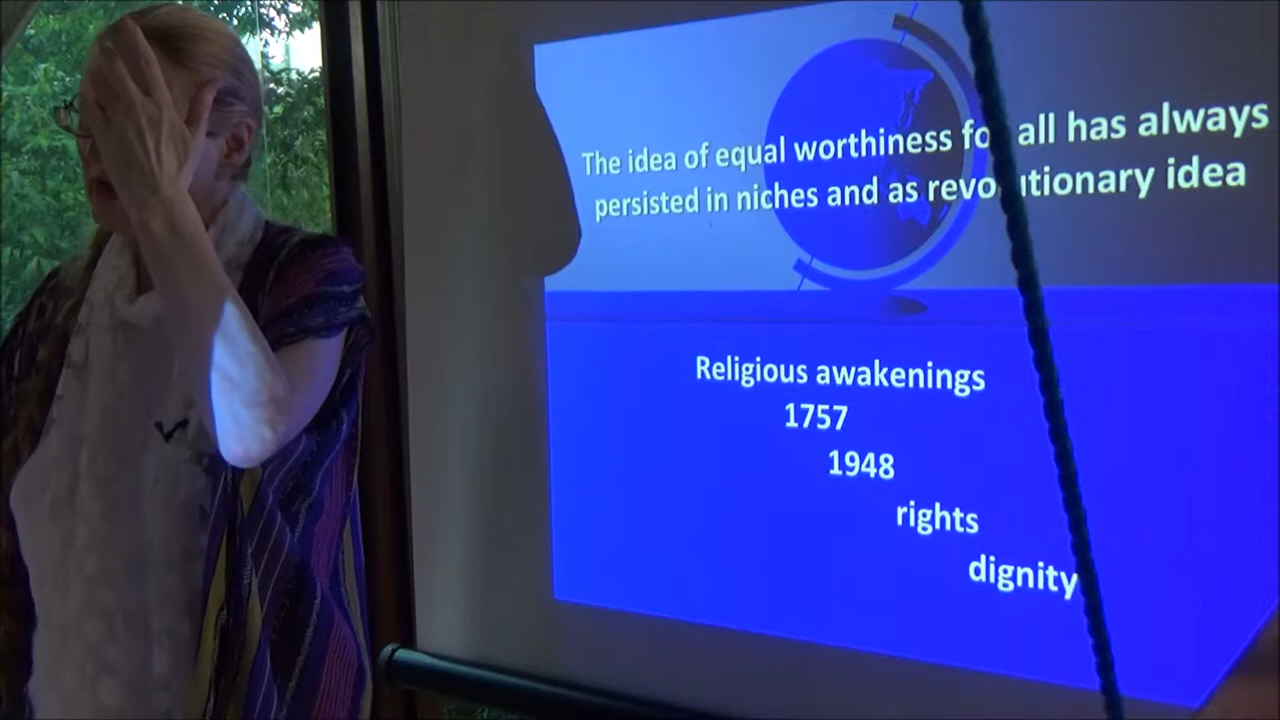 The idea of equal worthiness for all has always
persisted in niches and as revolutionary idea
Religious awakenings
1757
1948
rights
dignity